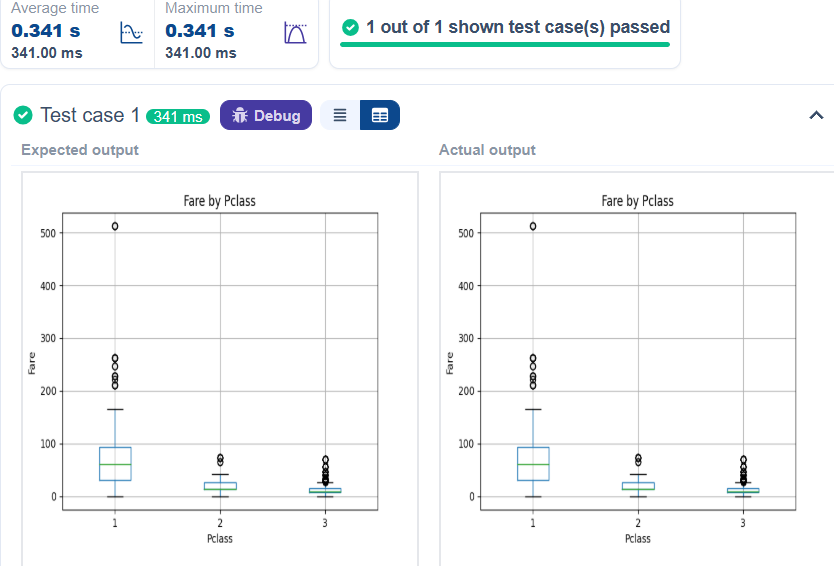 Average time
Maximum time
0.341 s
0.341 s
341.00 ms
341.00 ms
1 out of 1 shown test case(s) passed
Test case 1 341 ms Debug
Expected output
Actual output
Fare by Pclass
500
400
300
200
100
0
Fare
1 2 3
Pclass
Fare by Pclass
500
400
300
200
100
0
Fare
1 2 3
Pclass